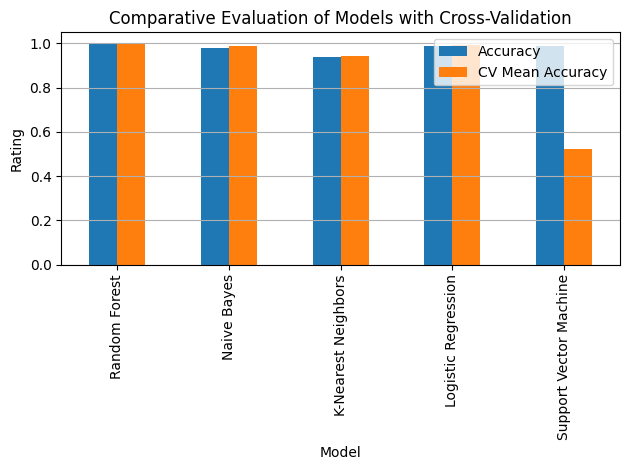 Comparative Evaluation of Models with Cross-Validation
Rating
1.0
0.8
0.6
0.4
0.2
0.0
Accuracy
CV Mean Accuracy
Random Forest
Naive Bayes
K-Nearest Neighbors
Logistic Regression
Support Vector Machine
Model